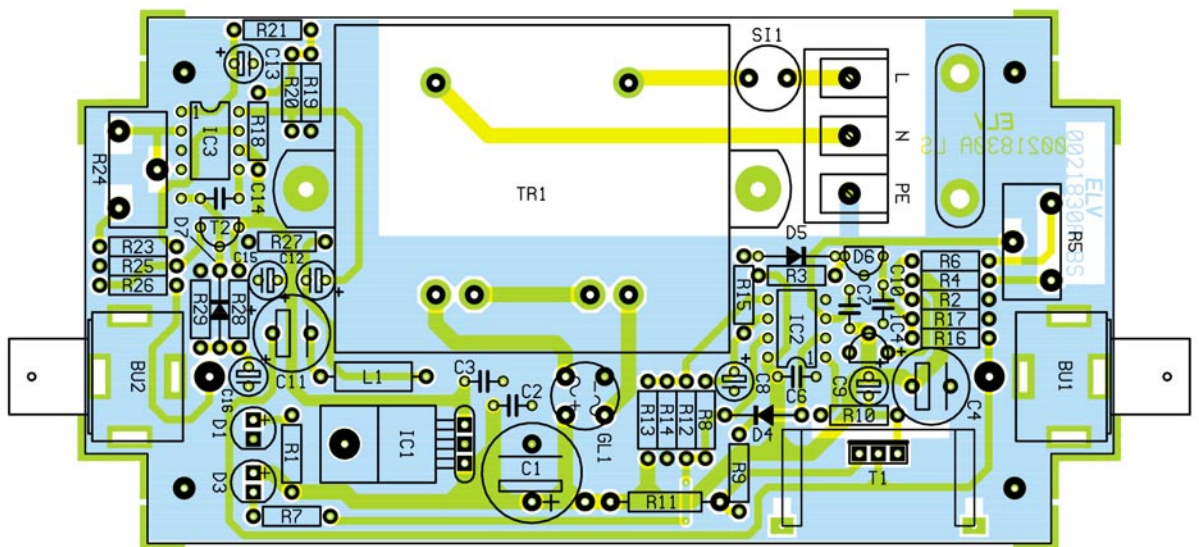 R21
C13
R20
R19
IC3
1
R18
C14
R24
D7
T2
R23
R25
R26
R27
C15
C12
R29
R28
C11
C16
BU2
D1
D3
R1
R7
L1
IC1
C3
C2
C1
GL1
TR1
SI1
L
N
PE
ELV
0021830A LS
ELV
0021830A BS
R5
D5
R3
D6
R15
IC2
1
C7
C10
IC4
R6
R4
R2
R17
R16
C8
C6
C9
C4
R13
R14
R12
R8
D4
R10
R9
R11
T1
BU1